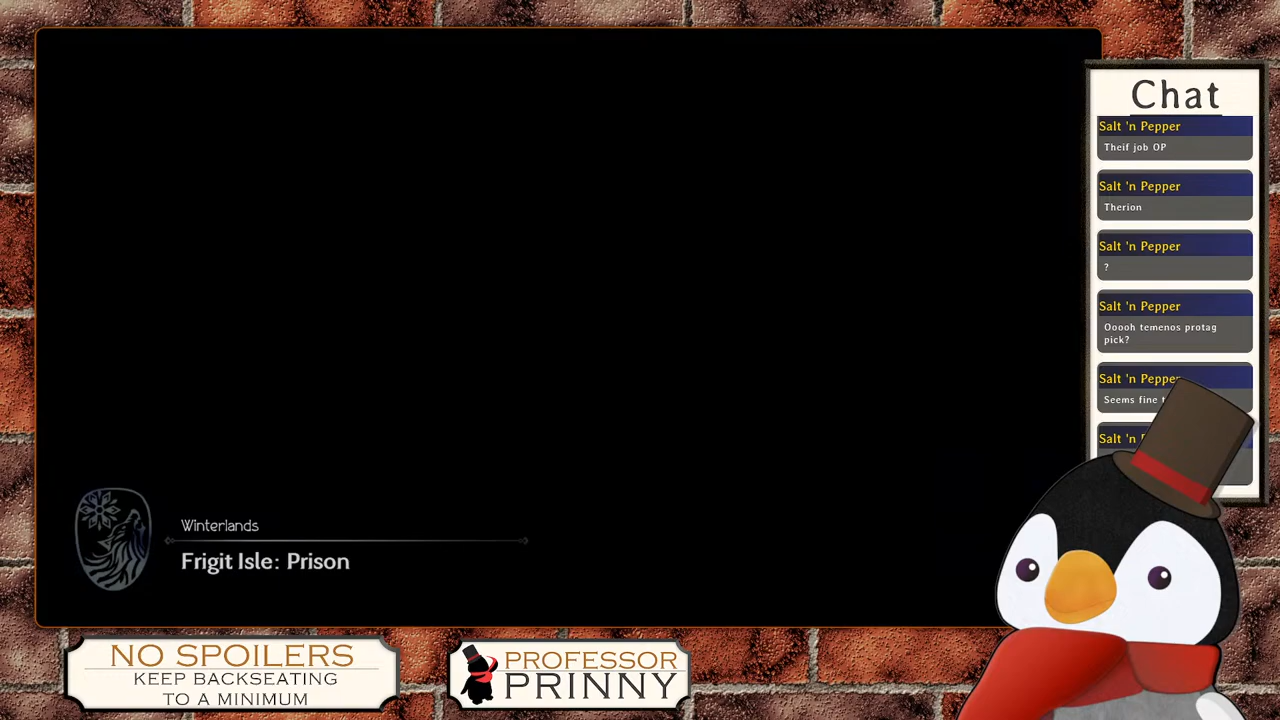 Chat
Salt 'n Pepper
Theif job OP
Salt 'n Pepper
Therion
Salt 'n Pepper
?
Salt 'n Pepper
Ooooh temenos protag
pick?
Salt 'n Pepper
Seems fine
Salt 'n
Winterlands
Frigit Isle: Prison
NO SPOILERS
KEEP BACKSEATING
TO A MINIMUM
PROFESSOR
PRINNY